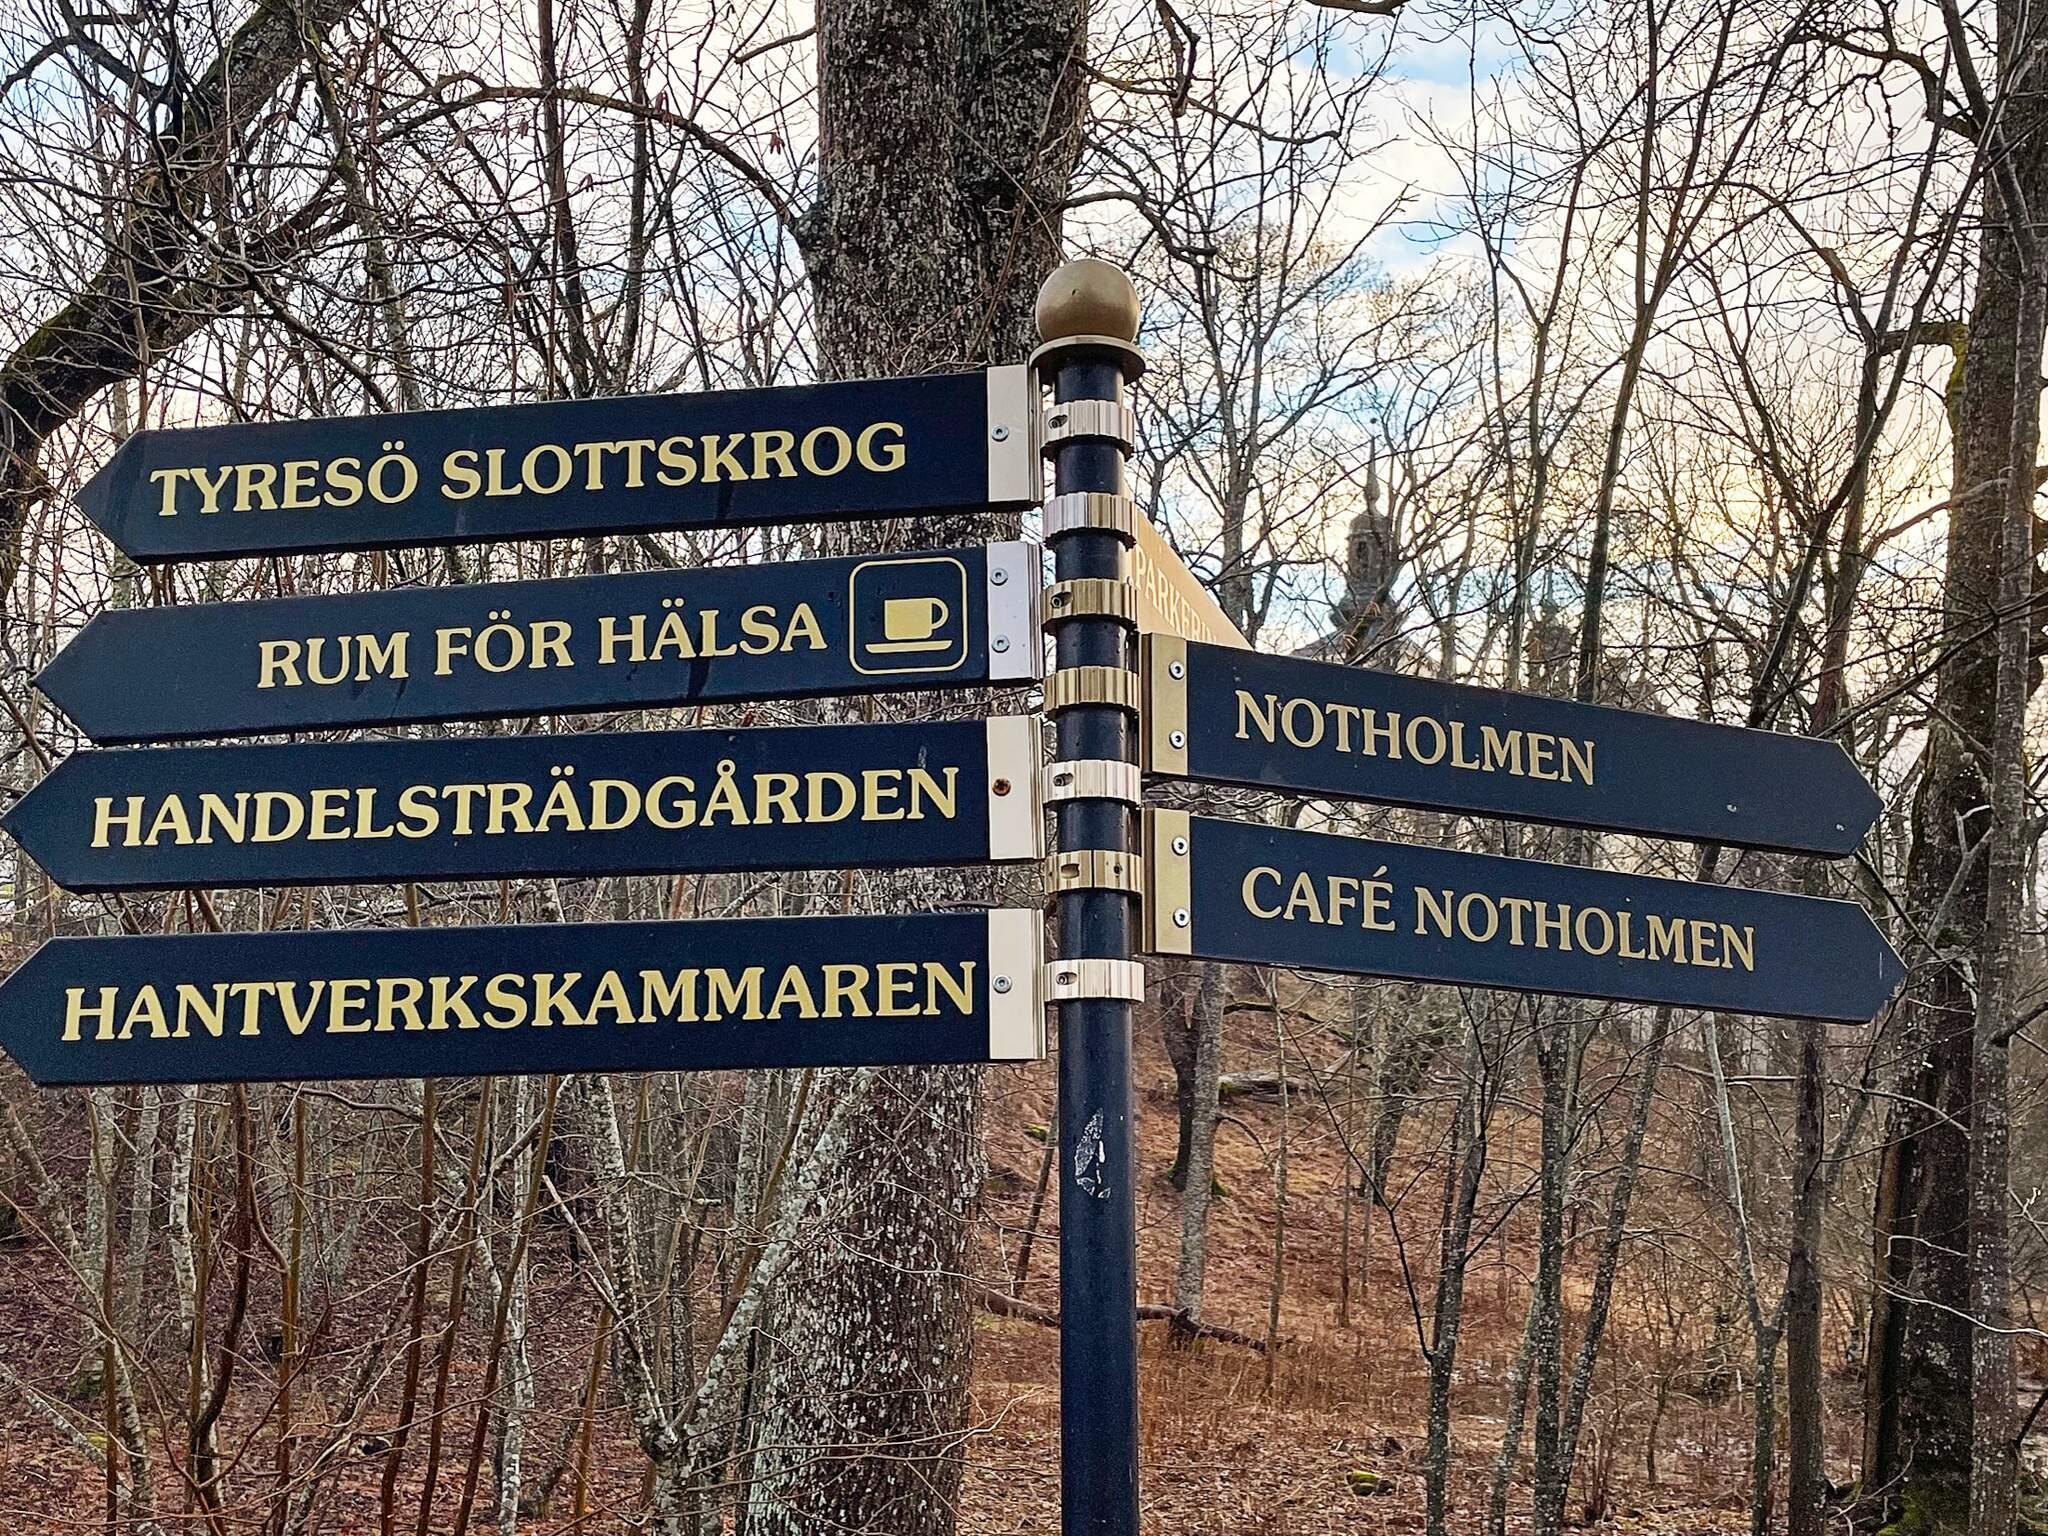 TYRESÖ SLOTTSKROG
RUM FÖR HÄLSA
HANDELSTRÄDGÅRDEN
HANTVERKSKAMMAREN
NOTHOLMEN
CAFÉ NOTHOLMEN